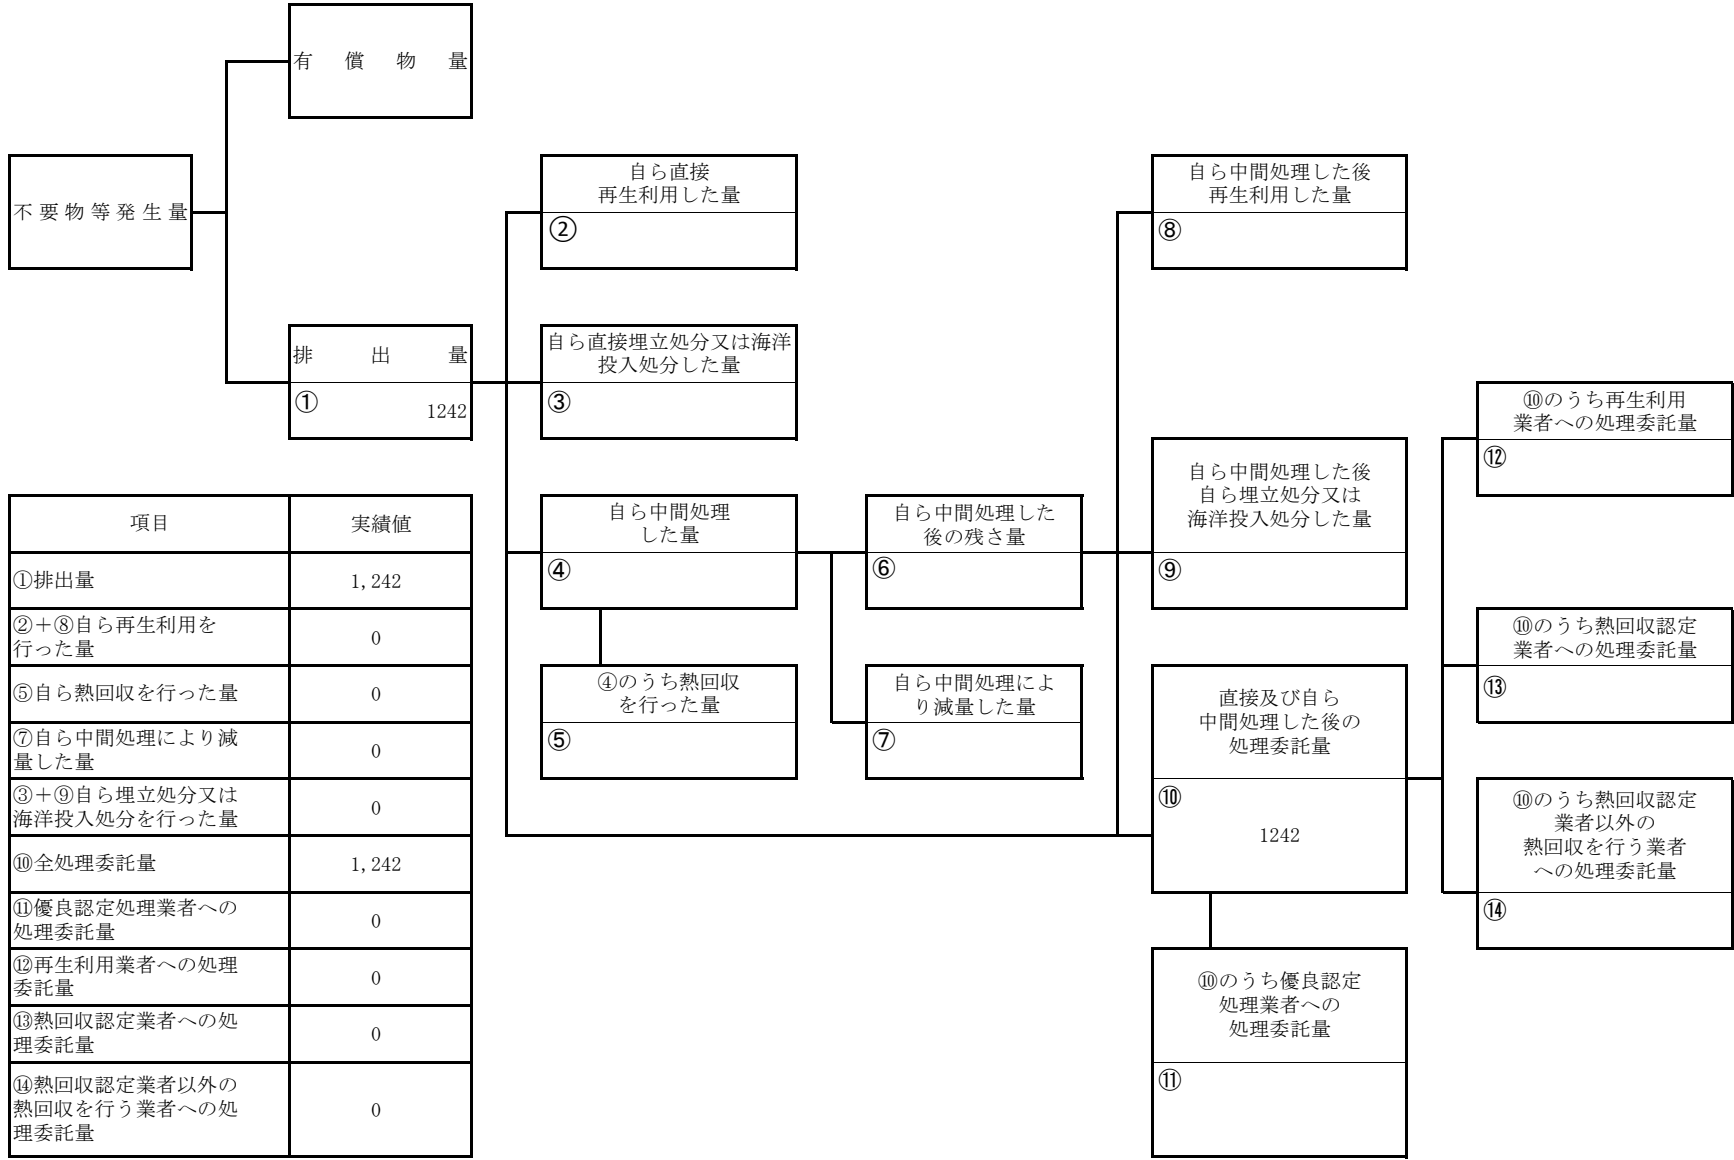 有償物量
不要物等発生量
排出量
①
1242
自ら直接
再生利用した量
②
自ら直接埋立処分又は海洋
投入処分した量
③
自ら中間処理
した量
④
④のうち熱回収
を行った量
⑤
自ら中間処理した
後の残さ量
⑥
自ら中間処理によ
り減量した量
⑦
自ら中間処理した後
再生利用した量
⑧
自ら中間処理した後
自ら埋立処分又は
海洋投入処分した量
⑨
直接及び自ら
中間処理した後の
処理委託量
⑩
1242
⑩のうち優良認定
処理業者への
処理委託量
⑪
⑩のうち再生利用
業者への処理委託量
⑫
⑩のうち熱回収認定
業者への処理委託量
⑬
⑩のうち熱回収認定
業者以外の
熱回収を行う業者
への処理委託量
⑭
項目 実績値
①排出量 1,242
②＋⑧自ら再生利用を
行った量 0
⑤自ら熱回収を行った量 0
⑦自ら中間処理により減
量した量 0
③＋⑨自ら埋立処分又は
海洋投入処分を行った量 0
⑩全処理委託量 1,242
⑪優良認定処理業者への
処理委託量 0
⑫再生利用業者への処理
委託量 0
⑬熱回収認定業者への処
理委託量 0
⑭熱回収認定業者以外の
熱回収を行う業者への処
理委託量 0